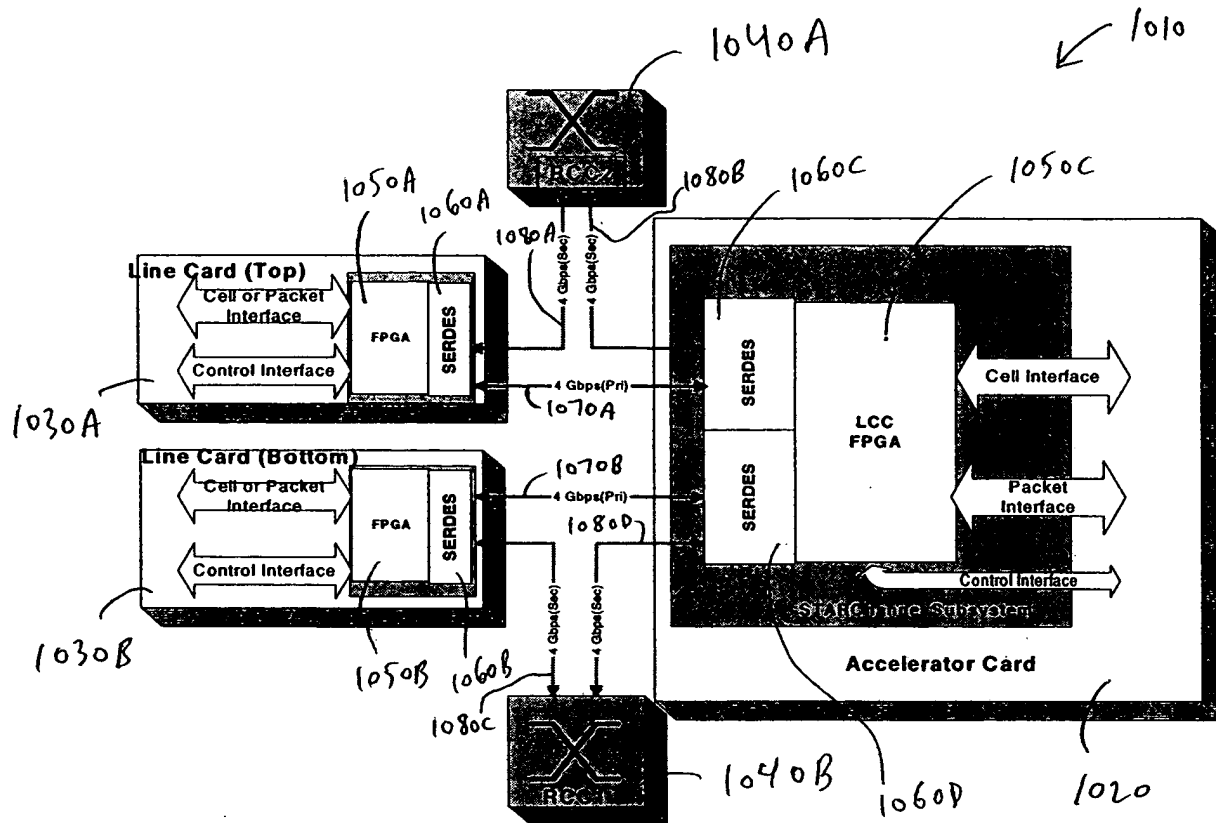 1010
1040A
RCC2
1080B
1060C
1050C
1050A
1060A
1080A
4 Gbps(Sec)
4 Gbps(Sec)
Line Card (Top)
Cell or Packet
Interface
FPGA
SERDES
Control Interface
1030A
4 Gbps(Pri)
1070A
SERDES
LCC
FPGA
Cell Interface
Line Card (Bottom)
Cell or Packet
Interface
FPGA
SERDES
Control Interface
1030B
1070B
4 Gbps(Pri)
1080D
SERDES
Packet
Interface
Control Interface
Subsystem
4 Gbps(Sec)
4 Gbps(Sec)
1050B
1060B
1080C
Accelerator Card
1040B
1060D
1020